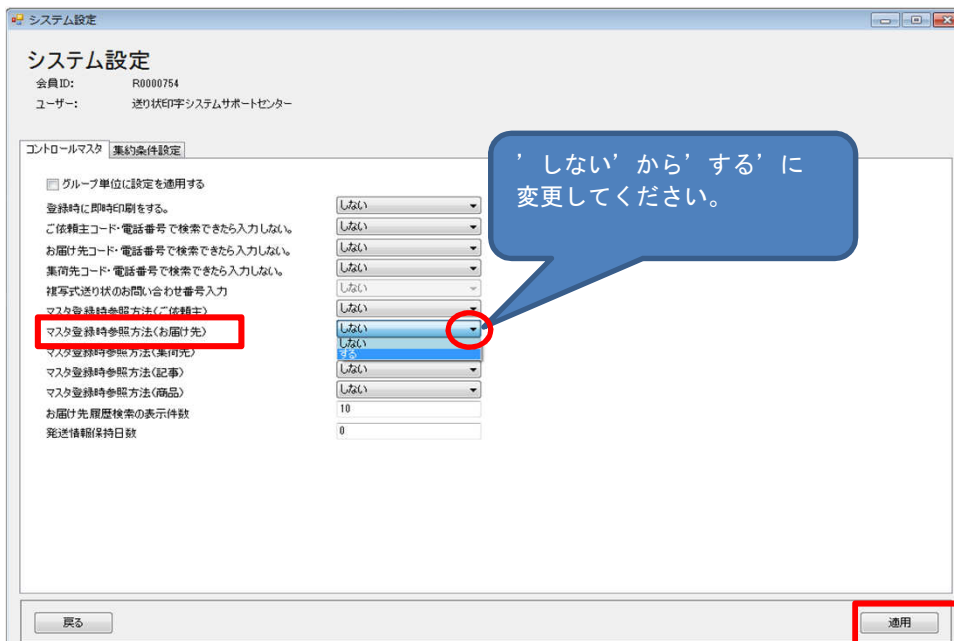 システム設定
システム設定
会員ID: R0000754
ユーザー: 送り状印字システムサポートセンター
コントロールマスタ 集約条件設定
’しない’から’する’に
変更してください。
グループ単位に設定を適用する
登録時に即時印刷をする。 しない
ご依頼主コード・電話番号で検索できたら入力しない。 しない
お届け先コード・電話番号で検索できたら入力しない。 しない
集荷先コード・電話番号で検索できたら入力しない。 しない
複写式送り状のお問い合わせ番号入力 しない
マスタ登録時参照方法(ご依頼主) しない
マスタ登録時参照方法(お届け先) しない
しない
する
マスタ登録時参照方法(集荷先)
マスタ登録時参照方法(記事) しない
マスタ登録時参照方法(商品) しない
お届け先履歴検索の表示件数 10
発送情報保持日数 0
戻る 適用